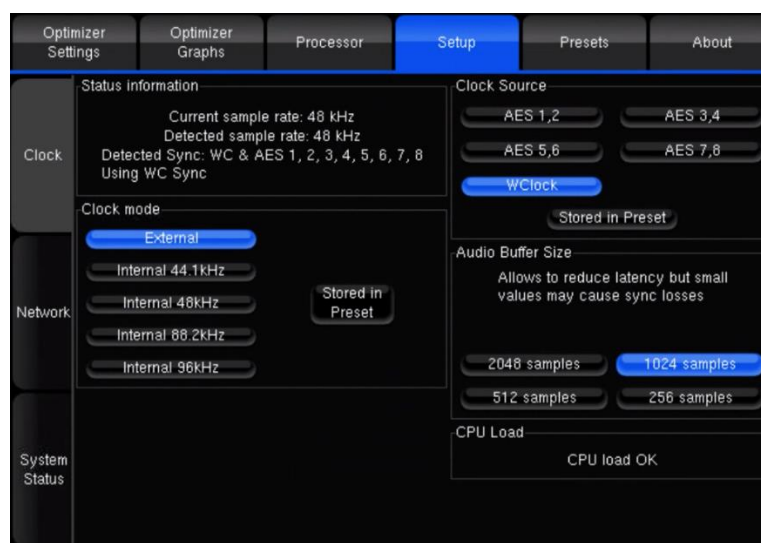 Optimizer Settings
Optimizer Graphs
Processor
Setup
Presets
About
Clock
Network
System Status
Status information
Current sample rate: 48 kHz
Detected sample rate: 48 kHz
Detected Sync: WC & AES 1, 2, 3, 4, 5, 6, 7, 8
Using WC Sync
Clock mode
External
Internal 44.1kHz
Internal 48kHz
Internal 88.2kHz
Internal 96kHz
Stored in
Preset
Clock Source
AES 1,2
AES 3,4
AES 5,6
AES 7,8
WClock
Stored in Preset
Audio Buffer Size
Allows to reduce latency but small
values may cause sync losses
2048 samples
1024 samples
512 samples
256 samples
CPU Load
CPU load OK